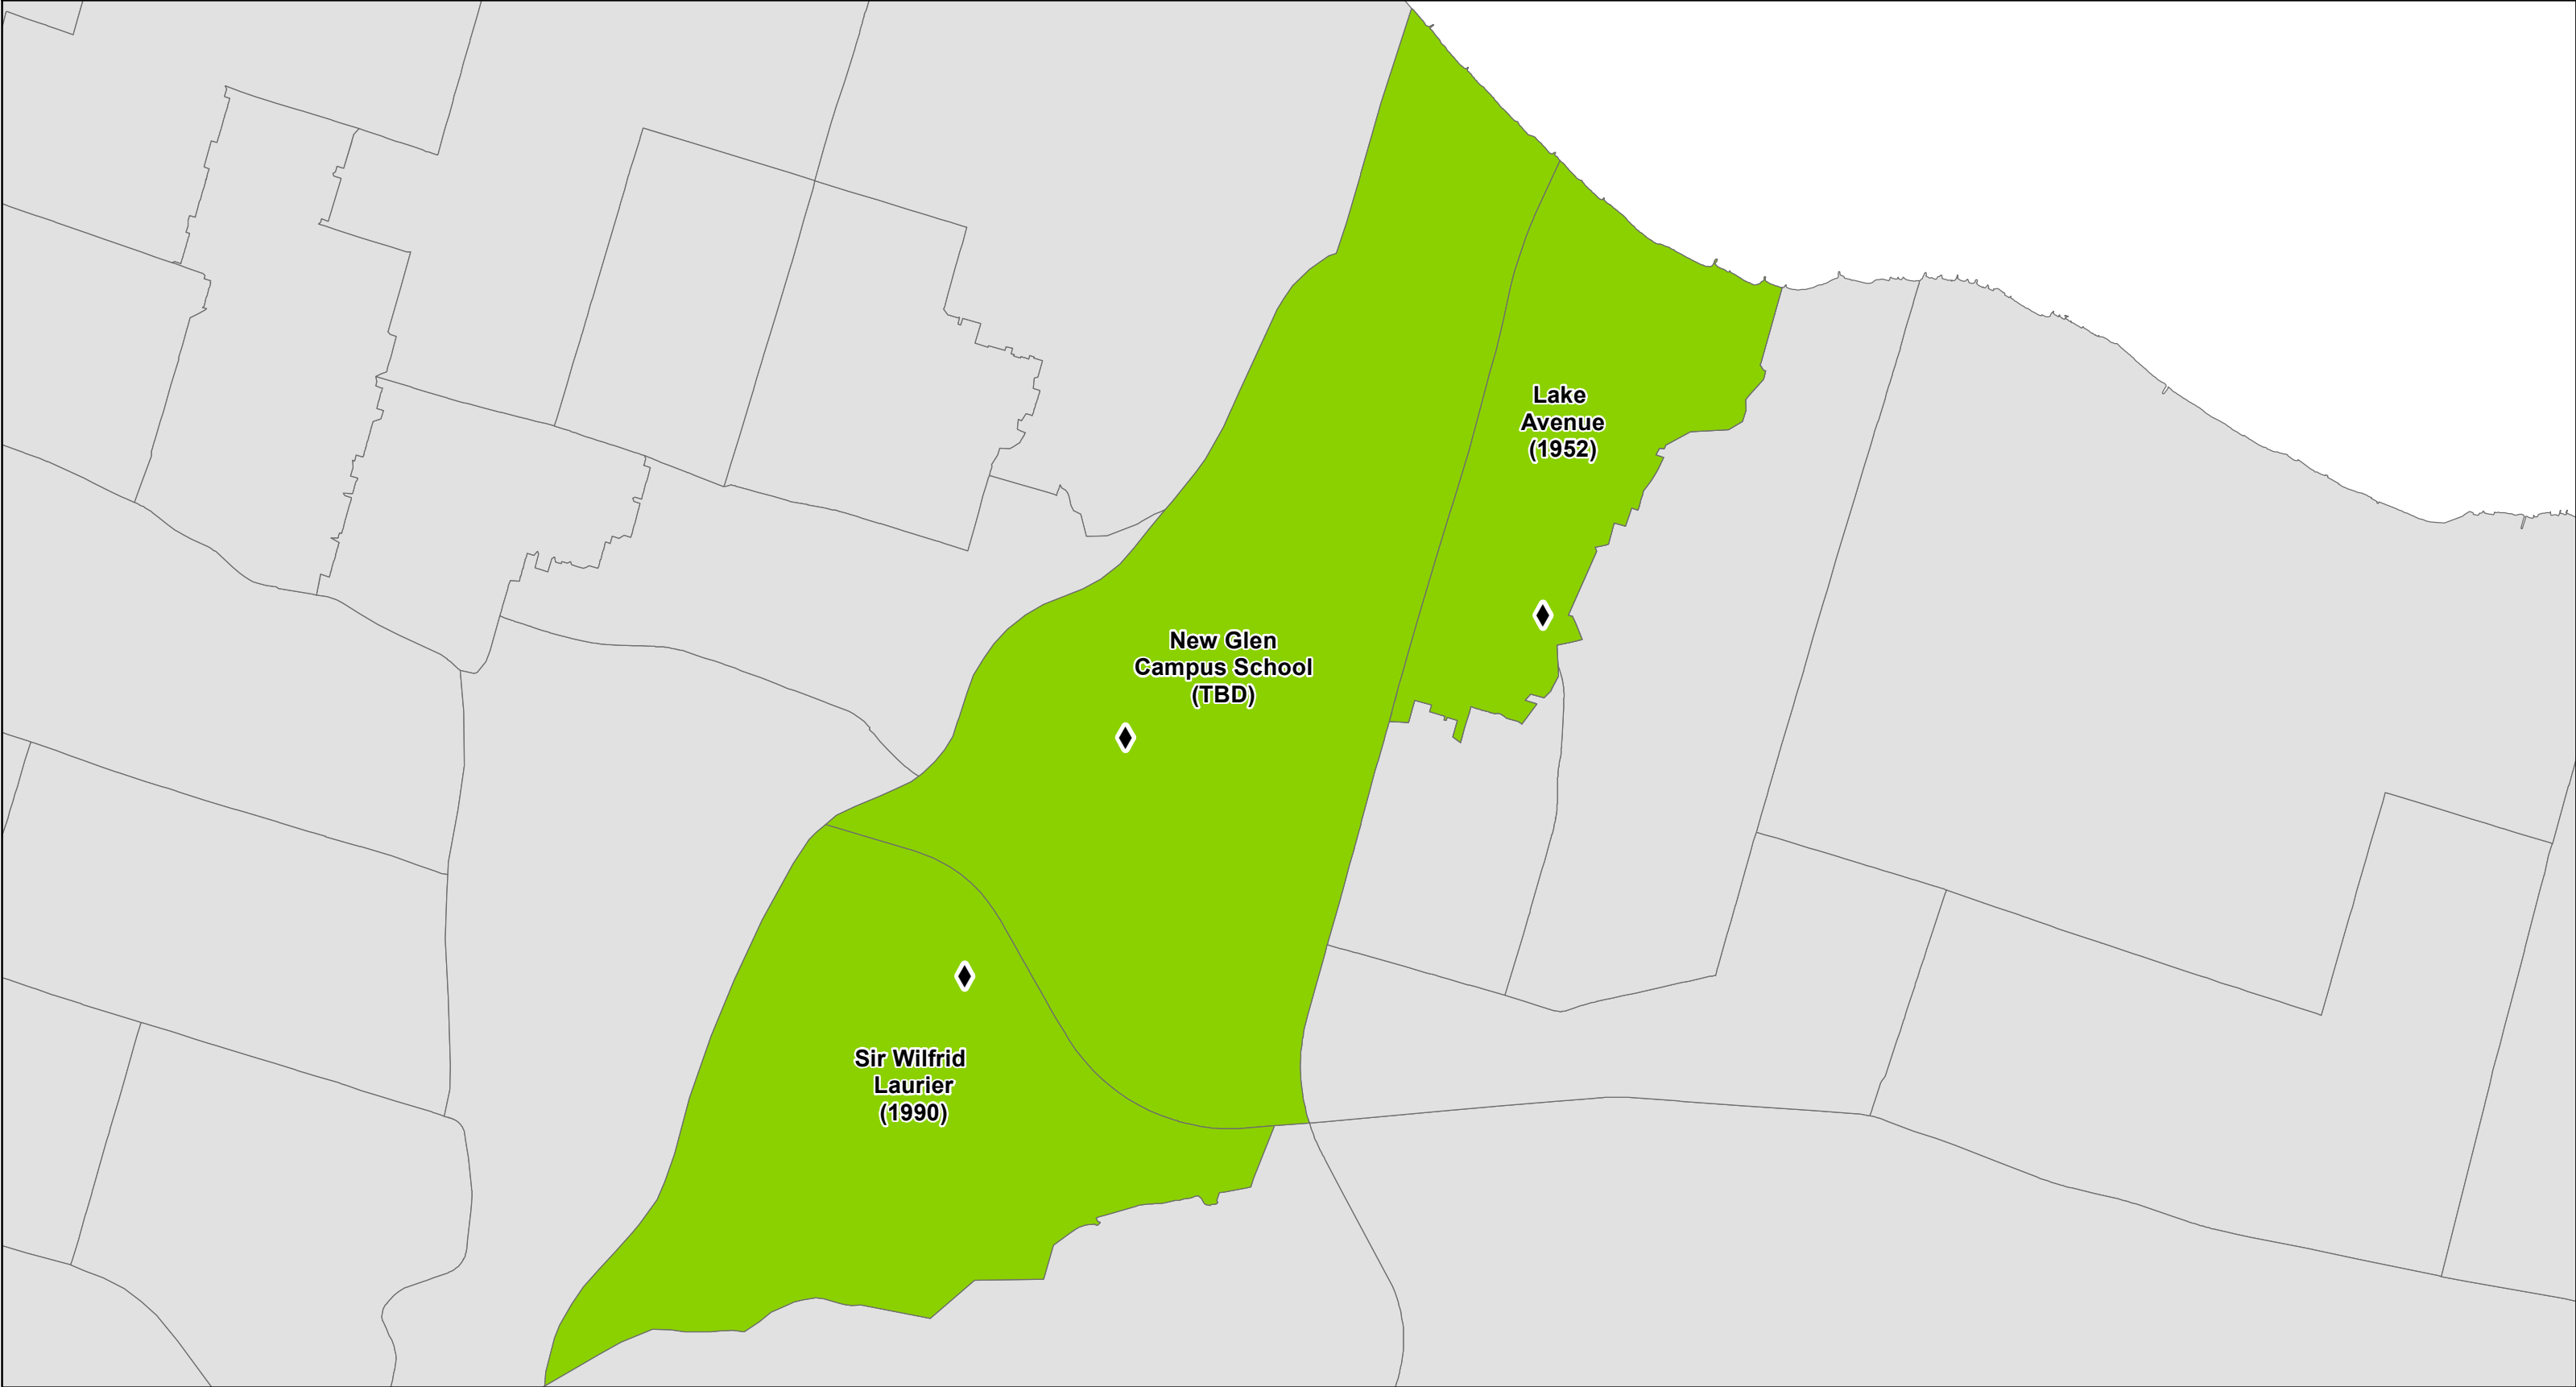 Lake
Avenue
(1952)
New Glen
Campus School
(TBD)
Sir Wilfrid
Laurier
(1990)